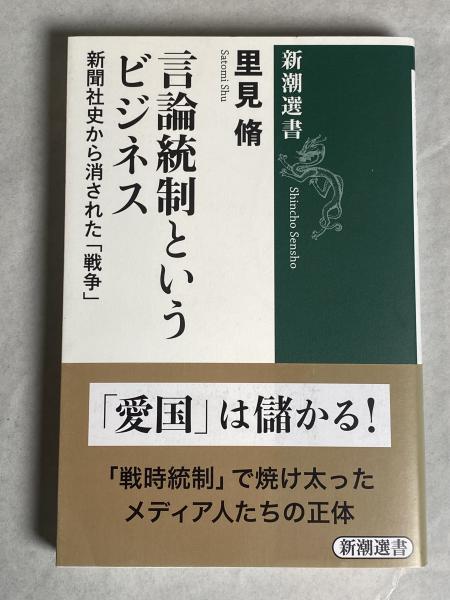 新潮選書
Shincho Sensho
里見 脩
Satomi Shu
言論統制という
ビジネス
新聞社史から消された「戦争」
「愛国」は儲かる!
「戦時統制」で焼け太った
メディア人たちの正体
新潮選書